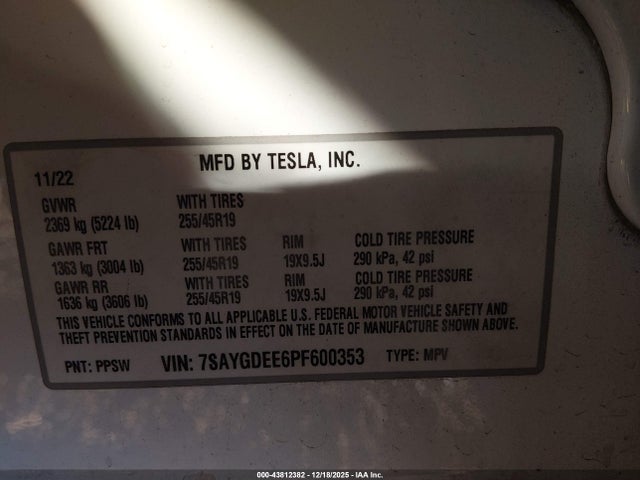 MFD BY TESLA, INC.
11/22
GVWR WITH TIRES
2369 kg (5224 lb) 255/45R19
GAWR FRT WITH TIRES RIM COLD TIRE PRESSURE
1363 kg (3004 lb) 255/45R19 19X9.5J 290 kPa, 42 psi
GAWR RR WITH TIRES RIM COLD TIRE PRESSURE
1636 kg (3606 lb) 255/45R19 19X9.5J 290 kPa, 42 psi
THIS VEHICLE CONFORMS TO ALL APPLICABLE U.S. FEDERAL MOTOR VEHICLE SAFETY AND
THEFT PREVENTION STANDARDS IN EFFECT ON THE DATE OF MANUFACTURE SHOWN ABOVE.
PNT: PPSW VIN: 7SAYGDEE6PF600353 TYPE: MPV
000-43812382 - 12/18/2025 - IAA Inc.